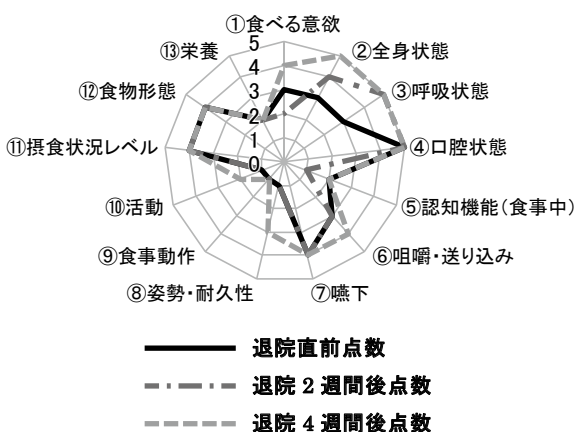 ①食べる意欲
②全身状態
③呼吸状態
④口腔状態
⑤認知機能(食事中)
⑥咀嚼・送り込み
⑦嚥下
⑧姿勢・耐久性
⑨食事動作
⑩活動
⑪摂食状況レベル
⑫食物形態
⑬栄養
5
4
3
2
1
0
退院直前点数
退院 2 週間後点数
退院 4 週間後点数